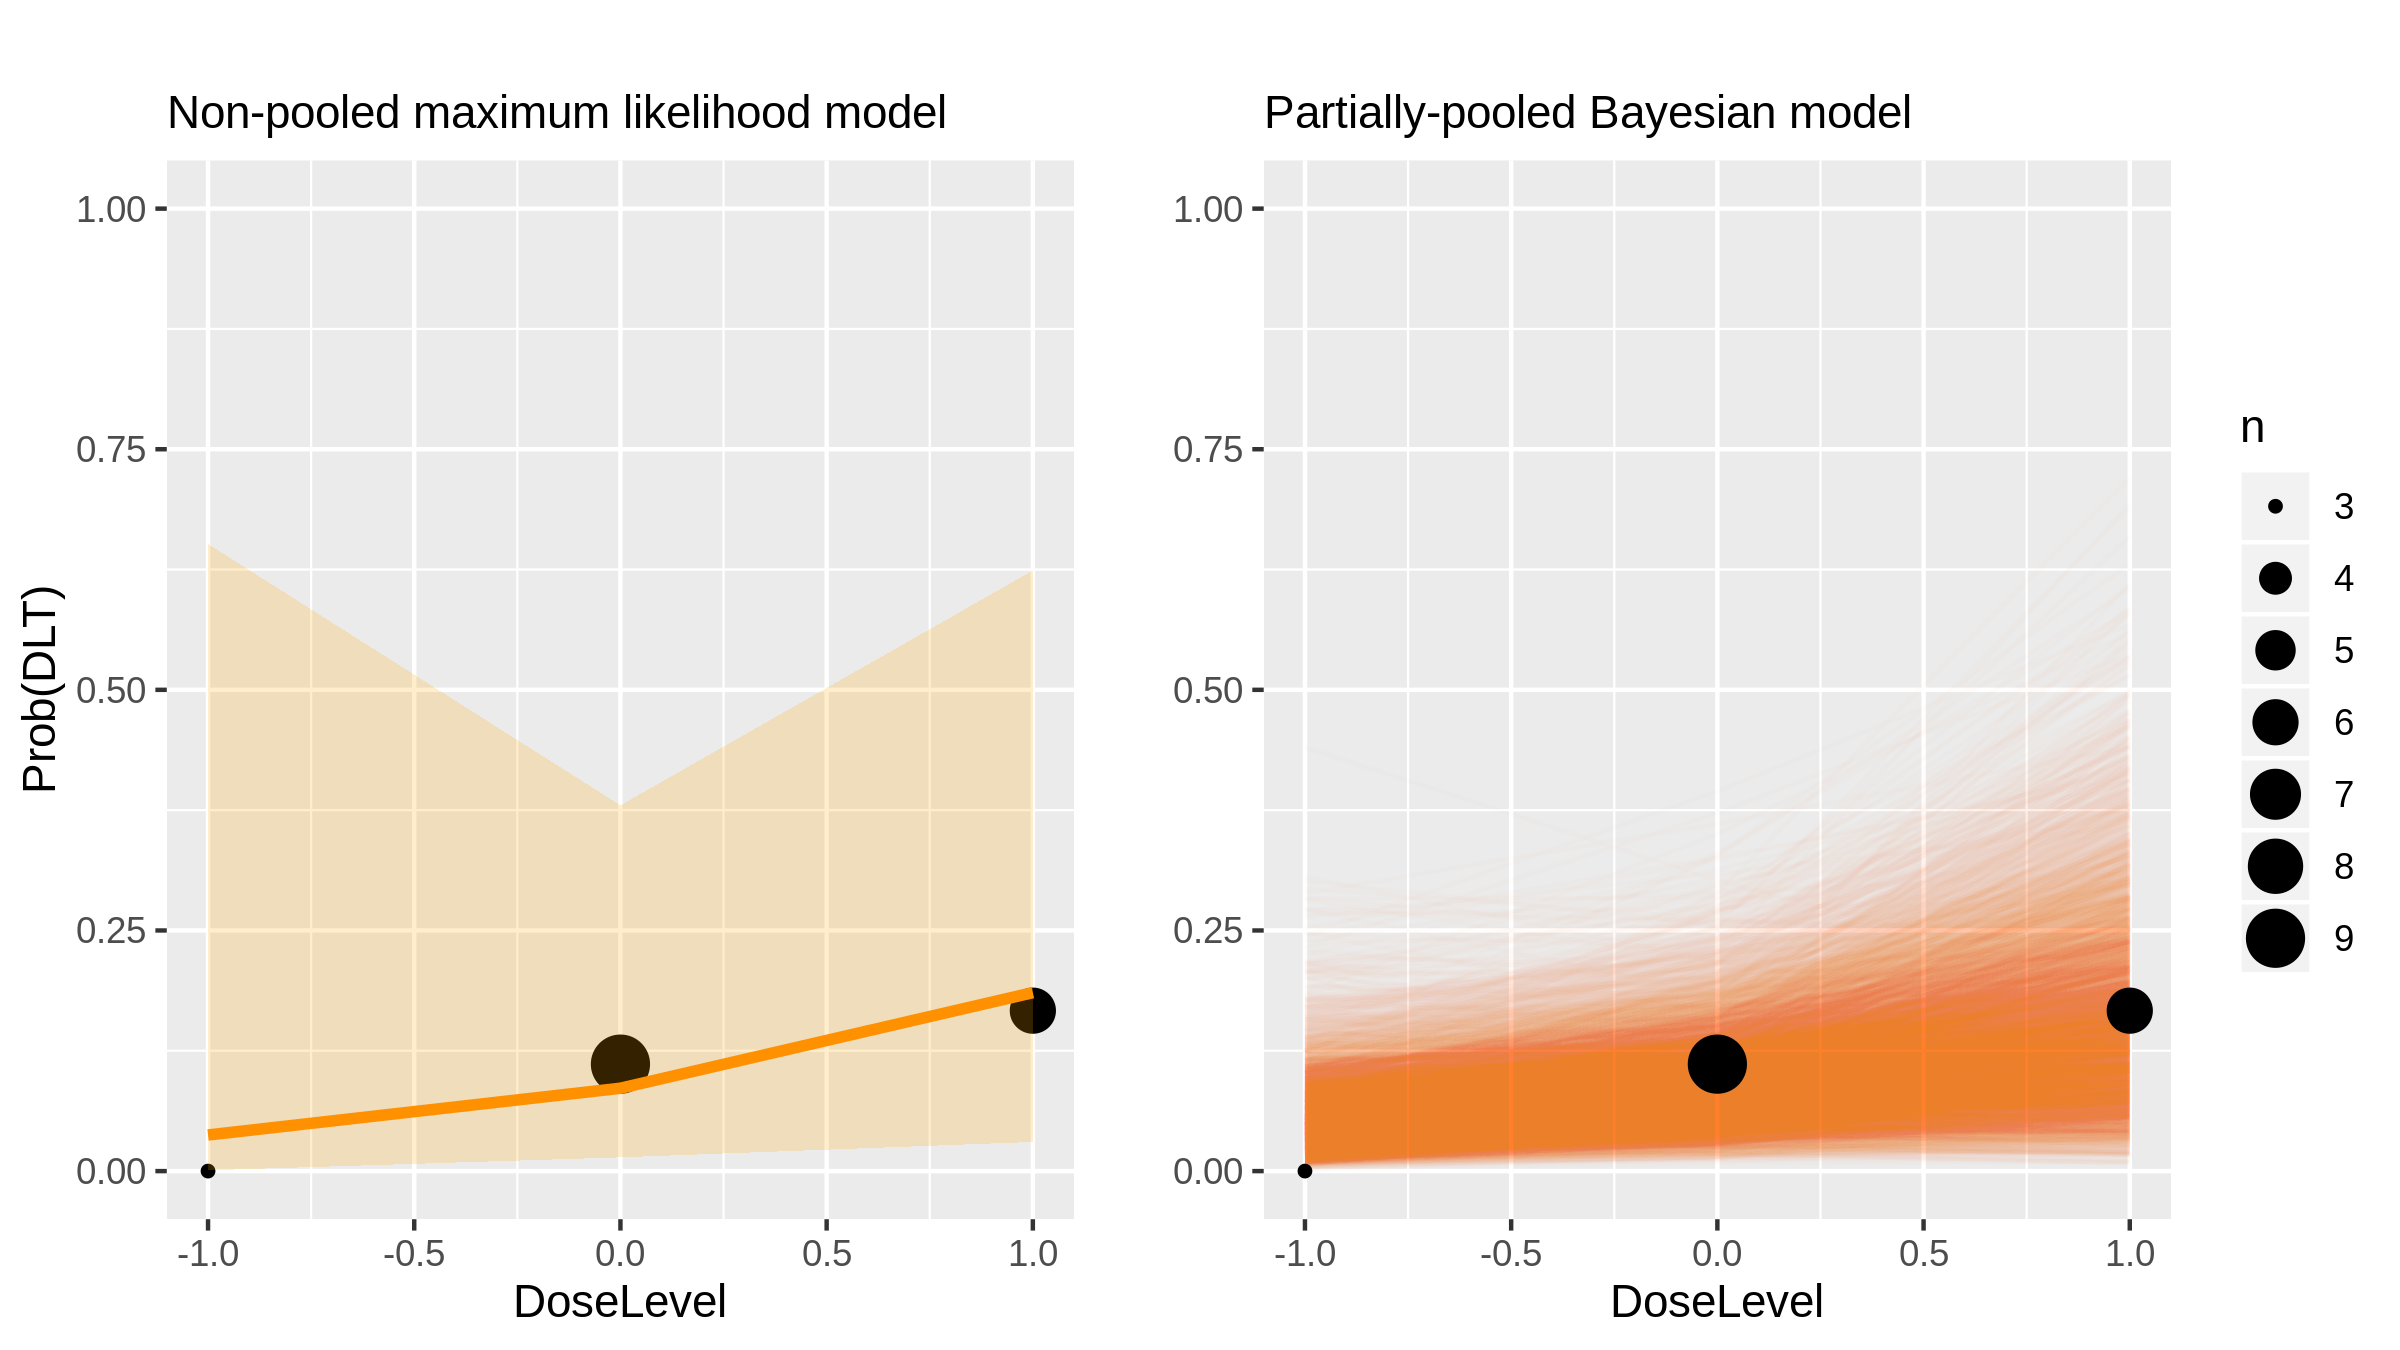 Non-pooled maximum likelihood model
Partially-pooled Bayesian model
Prob(DLT)
1.00
0.75
0.50
0.25
0.00
-1.0 -0.5 0.0 0.5 1.0
DoseLevel
1.00
0.75
0.50
0.25
0.00
-1.0 -0.5 0.0 0.5 1.0
DoseLevel
n
3
4
5
6
7
8
9